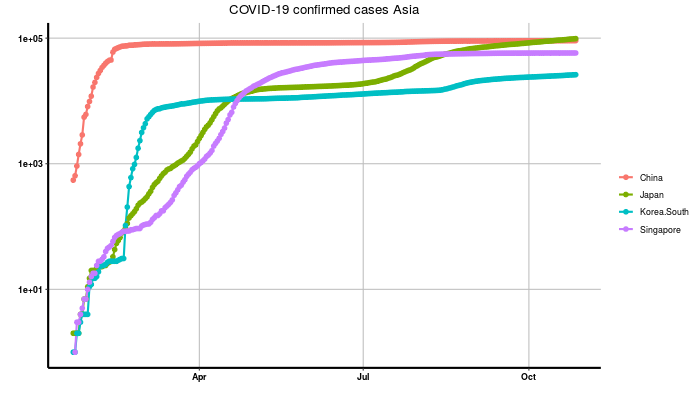 COVID-19 confirmed cases Asia
1e+05
1e+03
1e+01
Apr
Jul
Oct
China
Japan
Korea.South
Singapore